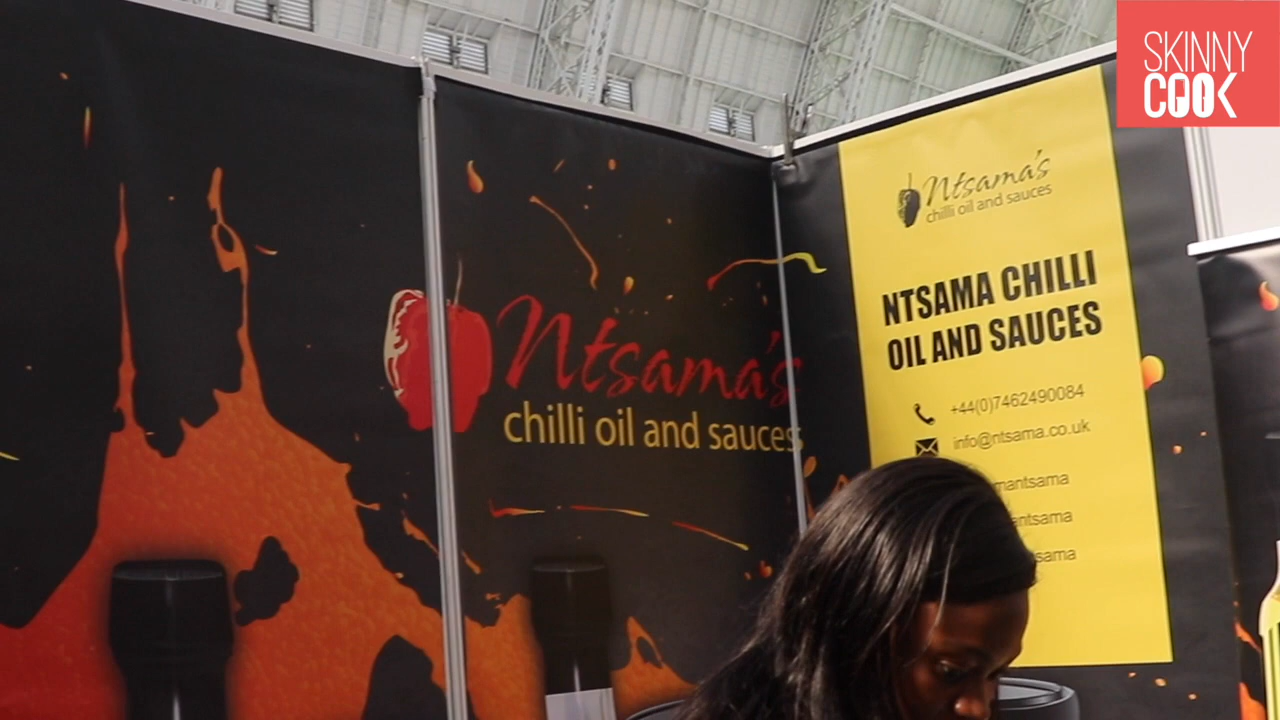 SKINNY
COOK
Ntsama's
chilli oil and sauces
Ntsama's
chilli oil and sauces
NTSAMA CHILLI
OIL AND SAUCES
+44(0)7462490084
info@ntsama.co.uk